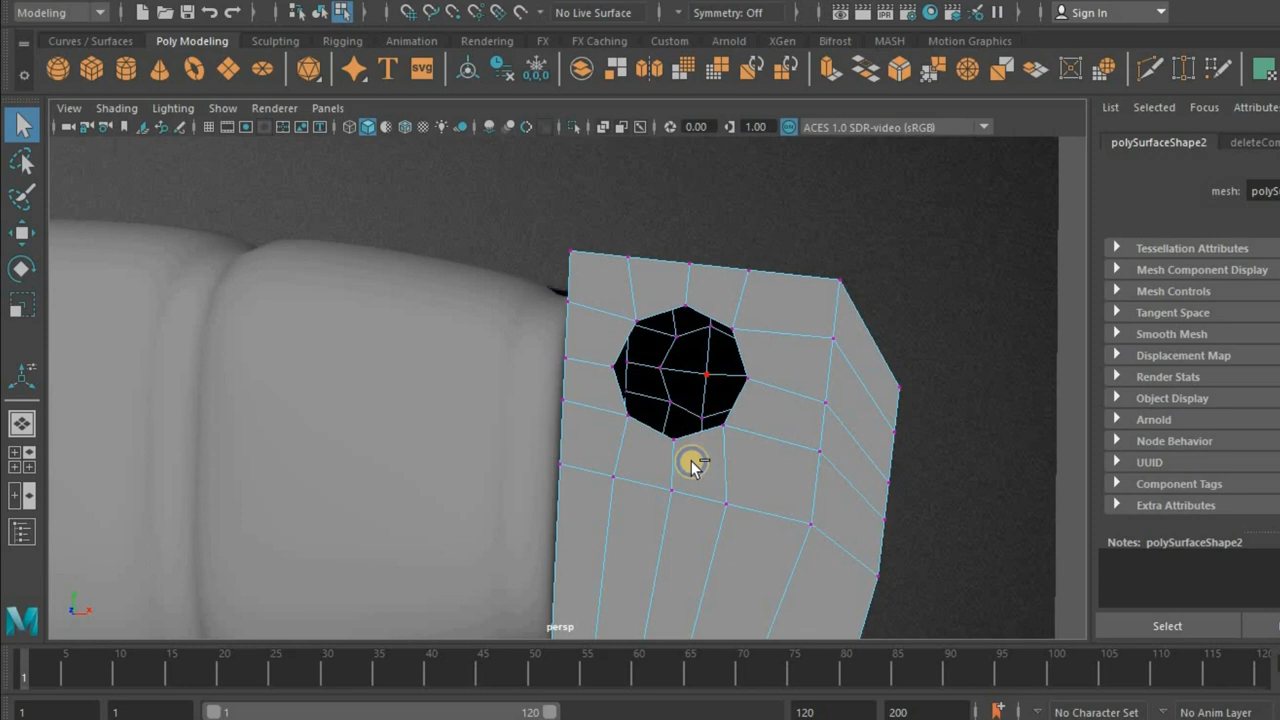 Modeling No Live Surface Symmetry: Off Sign In
Curves / Surfaces Poly Modeling Sculpting Rigging Animation Rendering FX FX Caching Custom Arnold XGen Bifrost MASH Motion Graphics
T SVG 0,0,0
View Shading Lighting Show Renderer Panels List Selected Focus Attribute
0.00 1.00 ACES 1.0 SDR-video (sRGB)
polySurfaceShape2 deleteCom
mesh: polyS
Tessellation Attributes
Mesh Component Display
Mesh Controls
Tangent Space
Smooth Mesh
Displacement Map
Render Stats
Object Display
Arnold
Node Behavior
UUID
Component Tags
Extra Attributes
Notes: polySurfaceShape2
persp
Select
5 10 15 20 25 30 35 40 45 50 55 60 65 70 75 80 85 90 95 100 105 110 115 120
1
1 1 1 120 120 200 No Character Set No Anim Layer